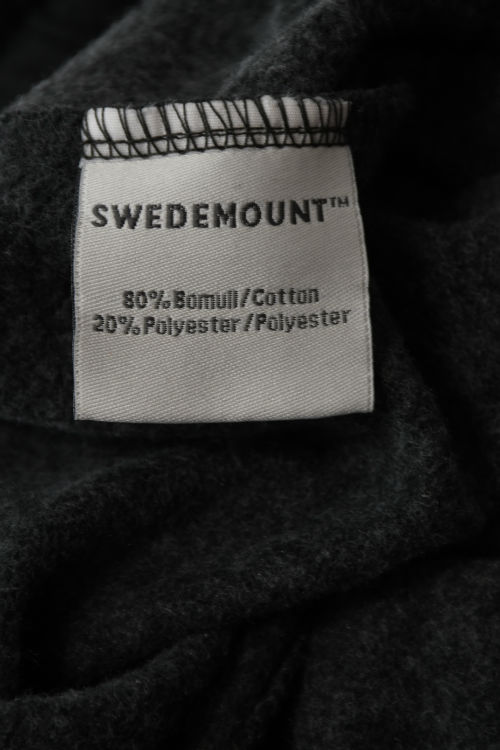 SWEDEMOUNT™
80% Bomull/Cotton
20% Polyester/Polyester